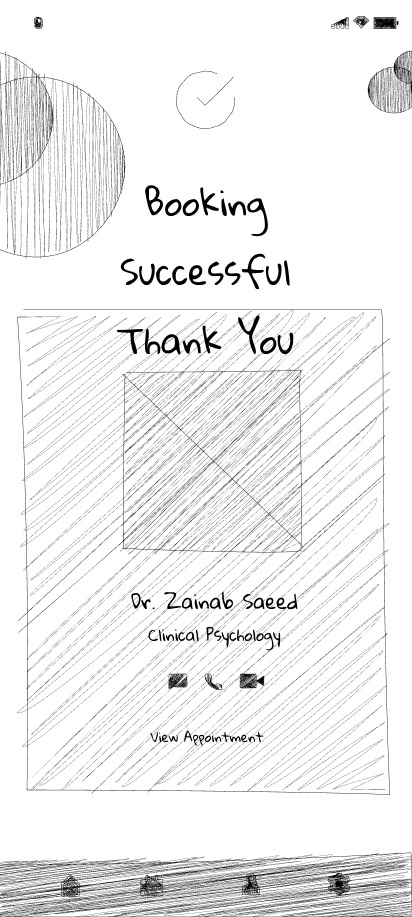 Booking
Successful
Thank You
Dr. Zainab Saeed
Clinical Psychology
View Appointment